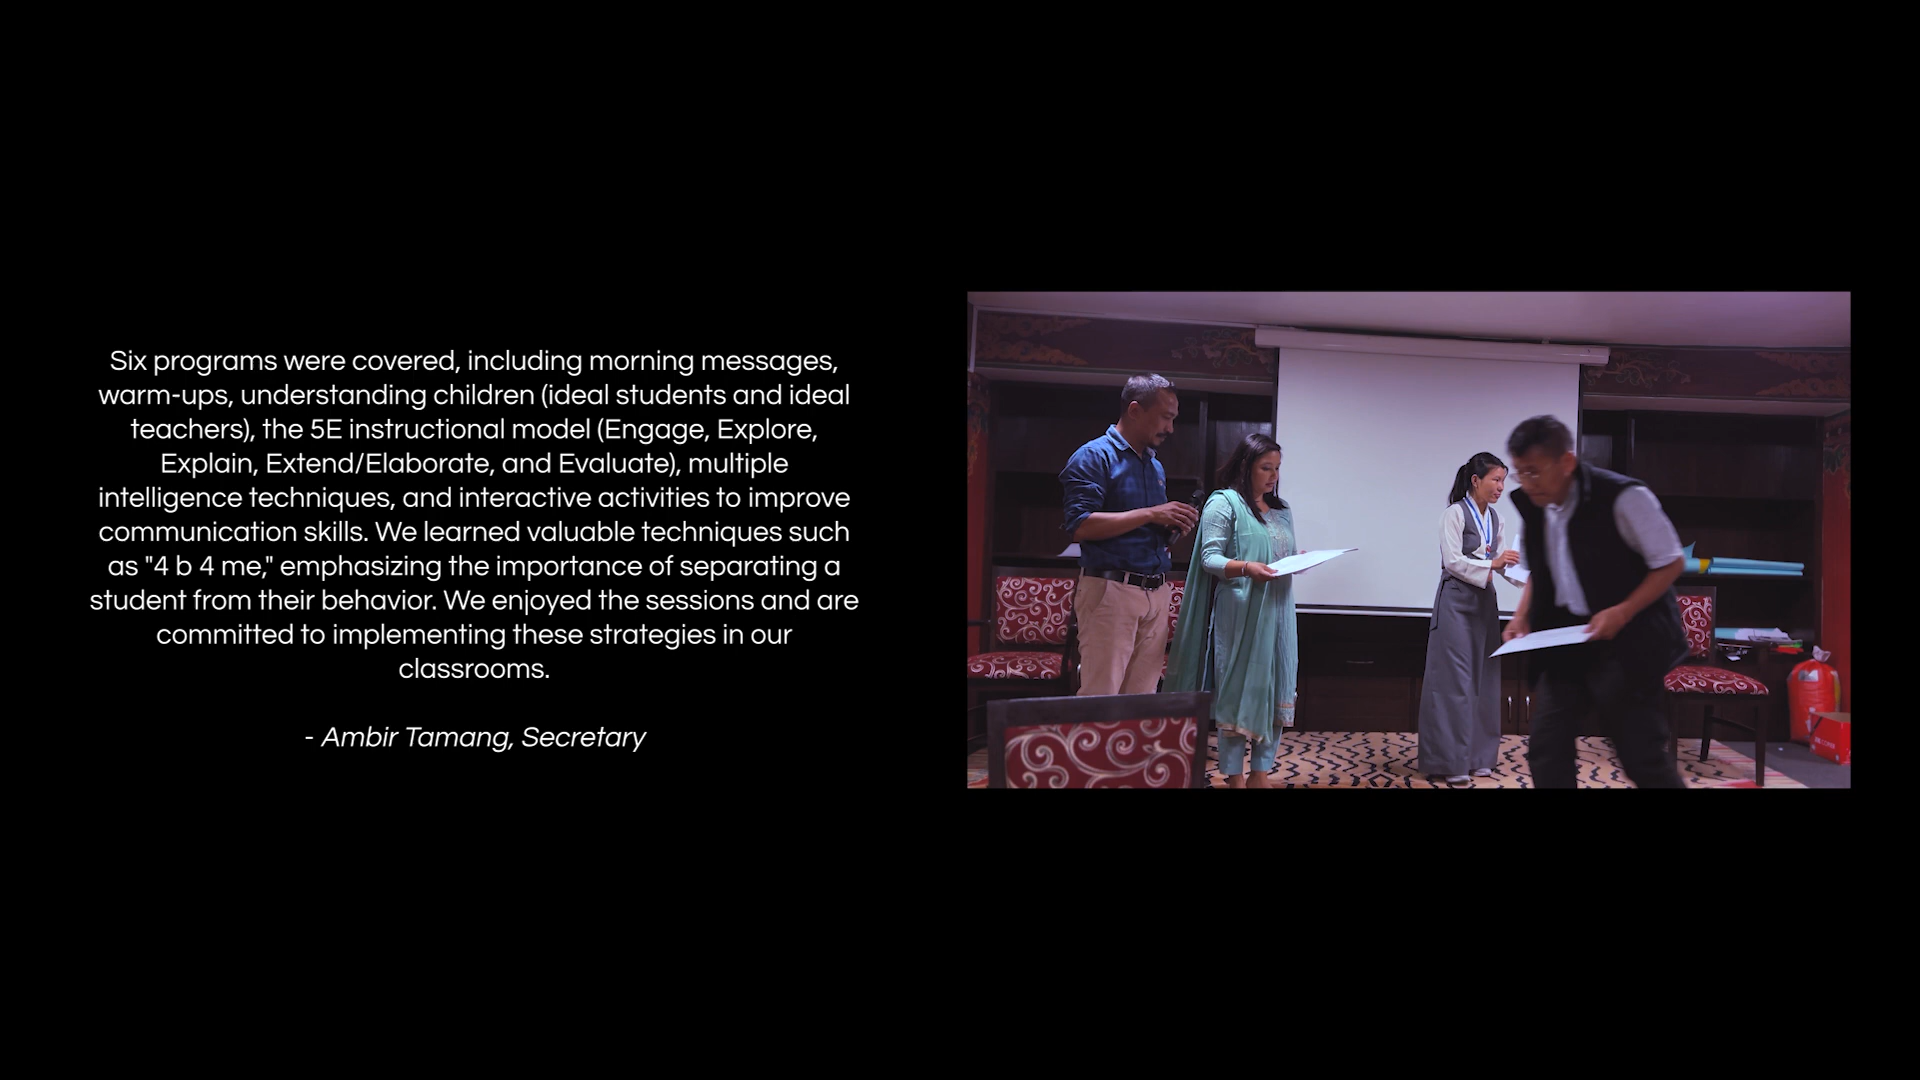 Six programs were covered, including morning messages,
warm-ups, understanding children (ideal students and ideal
teachers), the 5E instructional model (Engage, Explore,
Explain, Extend/Elaborate, and Evaluate), multiple
intelligence techniques, and interactive activities to improve
communication skills. We learned valuable techniques such
as "4 b 4 me," emphasizing the importance of separating a
student from their behavior. We enjoyed the sessions and are
committed to implementing these strategies in our
classrooms.
- Ambir Tamang, Secretary